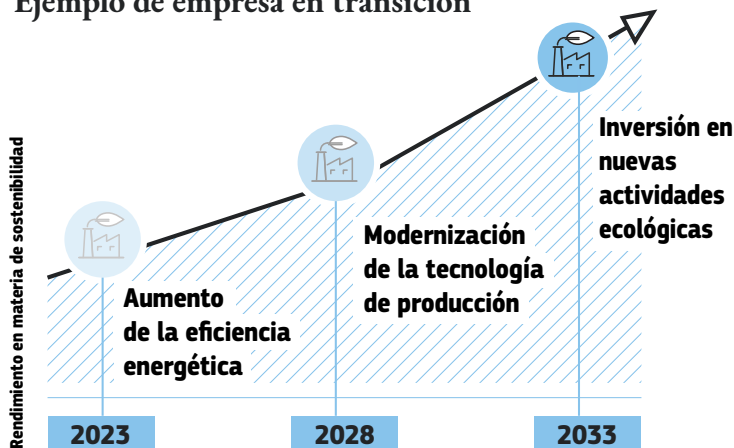 Ejemplo de empresa en transición
Rendimiento en materia de sostenibilidad
Aumento
de la eficiencia
energética
Modernización
de la tecnología
de producción
Inversión en
nuevas
actividades
ecológicas
2023
2028
2033